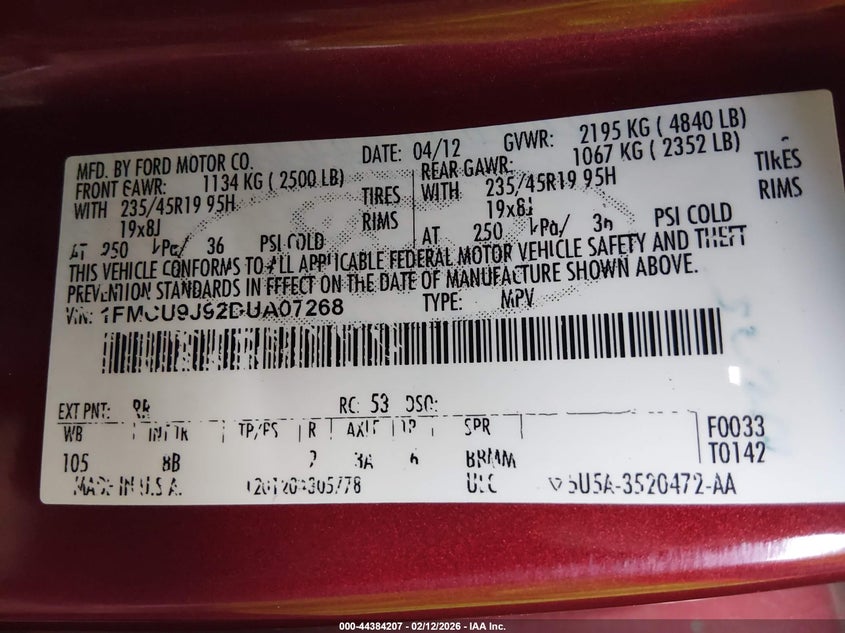 MFD. BY FORD MOTOR CO. DATE: 04/12 GVWR: 2195 KG ( 4840 LB)
FRONT GAWR: 1134 KG ( 2500 LB) REAR GAWR: 1067 KG ( 2352 LB)
WITH 235/45R19 95H TIRES WITH 235/45R19 95H TIRES
19x8J RIMS 19x8J RIMS
AT 250 kPa/ 36 PSI COLD AT 250 kPa/ 36 PSI COLD
THIS VEHICLE CONFORMS TO ALL APPLICABLE FEDERAL MOTOR VEHICLE SAFETY AND THEFT
PREVENTION STANDARDS IN EFFECT ON THE DATE OF MANUFACTURE SHOWN ABOVE.
VIN: 1FMCU9J92DUA07268 TYPE: MPV
EXT PNT: RR RC: 53 DSO:
WB INT TR TP/PS R AXLE TR SPR F0033
105 8B 3A 6 BRMM T0142
MADE IN U.S.A. 5U5A-3520472-AA
000-44384207 - 02/12/2026 - IAA Inc.